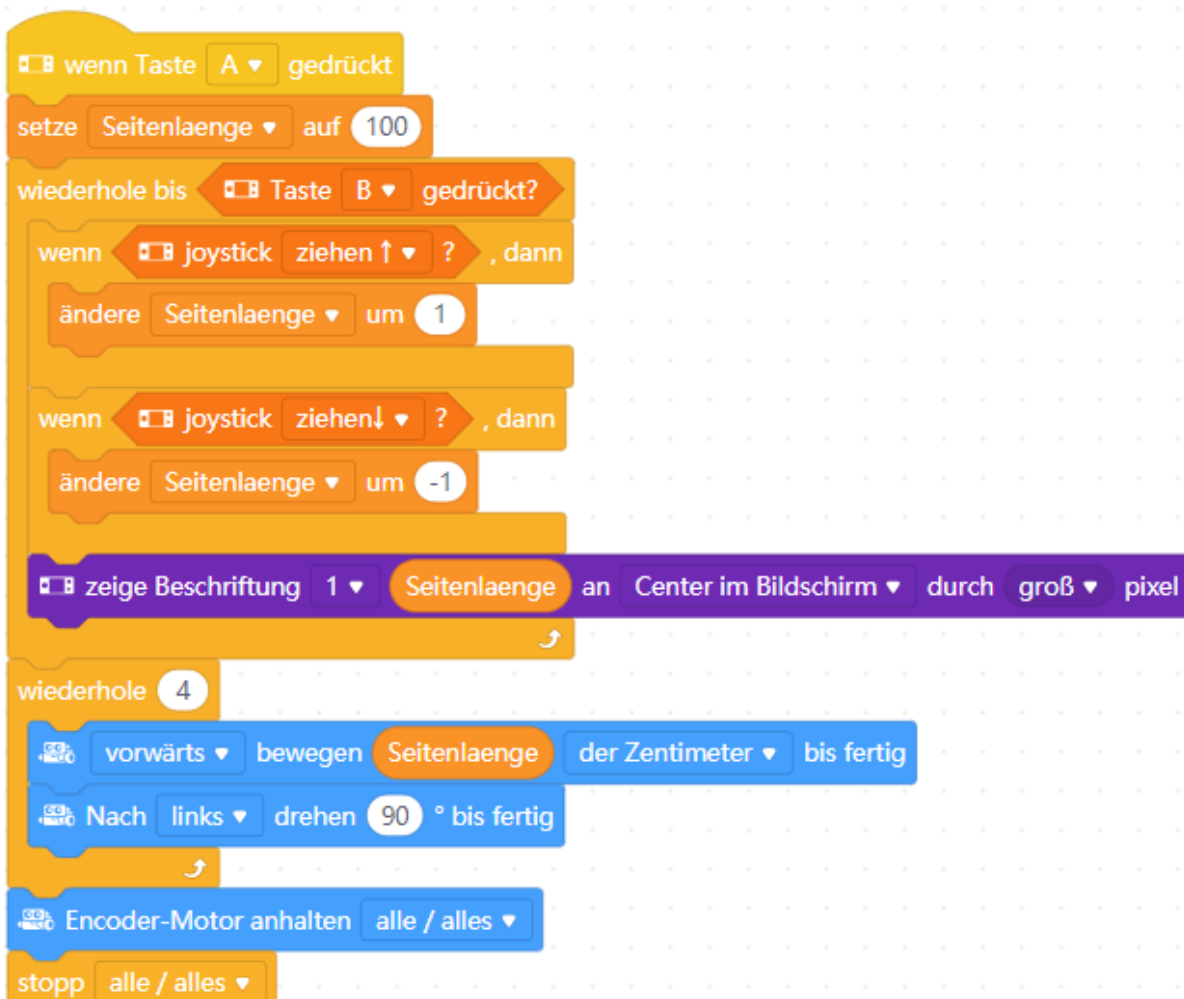 wenn Taste A gedrückt
setze Seitenlaenge auf 100
wiederhole bis Taste B gedrückt?
wenn joystick ziehen↑ ? , dann
ändere Seitenlaenge um 1
wenn joystick ziehen↓ ? , dann
ändere Seitenlaenge um -1
zeige Beschriftung 1 Seitenlaenge an Center im Bildschirm durch groß pixel
wiederhole 4
vorwärts bewegen Seitenlaenge der Zentimeter bis fertig
Nach links drehen 90 ° bis fertig
Encoder-Motor anhalten alle / alles
stopp alle / alles